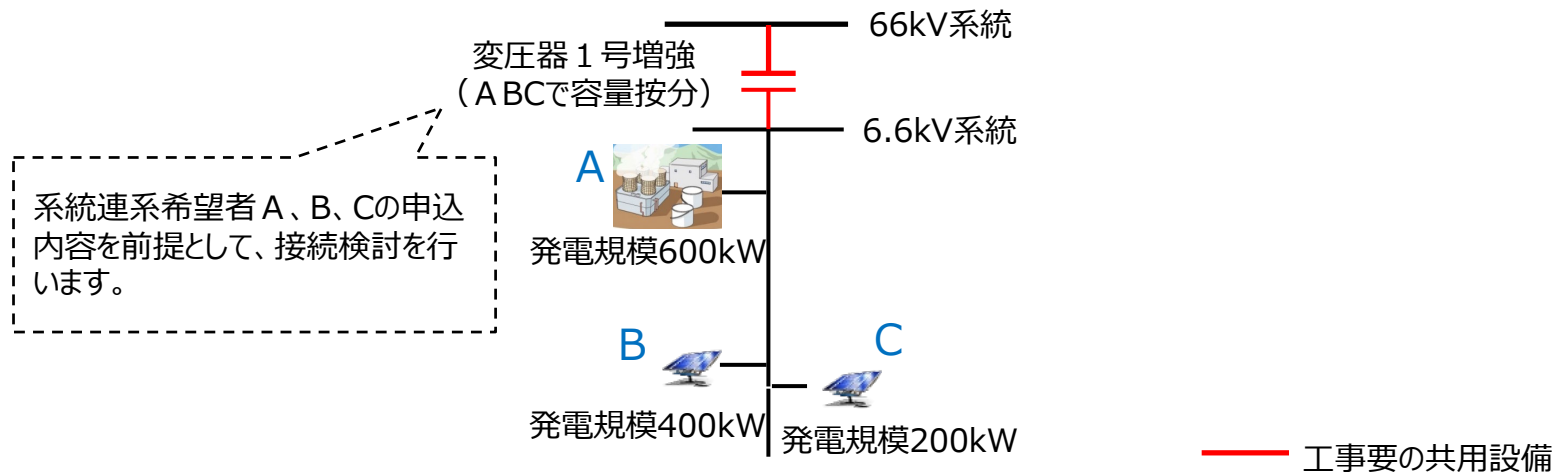 66kV系統
変圧器1号増強
（ABCで容量按分）
6.6kV系統
系統連系希望者A、B、Cの申込
内容を前提として、接続検討を行
います。
A
発電規模600kW
B
発電規模400kW
C
発電規模200kW
工事要の共用設備